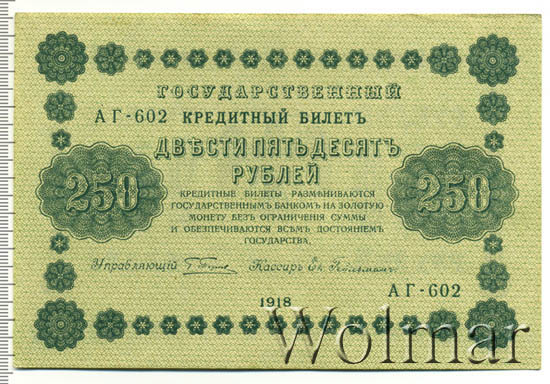 ГОСУДАРСТВЕННЫЙ
АГ-602 КРЕДИТНЫЙ БИЛЕТЪ
ДВѢСТИ ПЯТЬДЕСЯТЪ
РУБЛЕЙ
250 250
КРЕДИТНЫЕ БИЛЕТЫ РАЗМѢНИВАЮТСЯ
ГОСУДАРСТВЕННЫМЪ БАНКОМЪ НА ЗОЛОТУЮ
МОНЕТУ БЕЗЪ ОГРАНИЧЕНІЯ СУММЫ
И ОБЕЗПЕЧИВАЮТСЯ ВСѢМЪ ДОСТОЯНІЕМЪ
ГОСУДАРСТВА.
Управляющій Кассиръ
АГ-602
1918
Wolmar